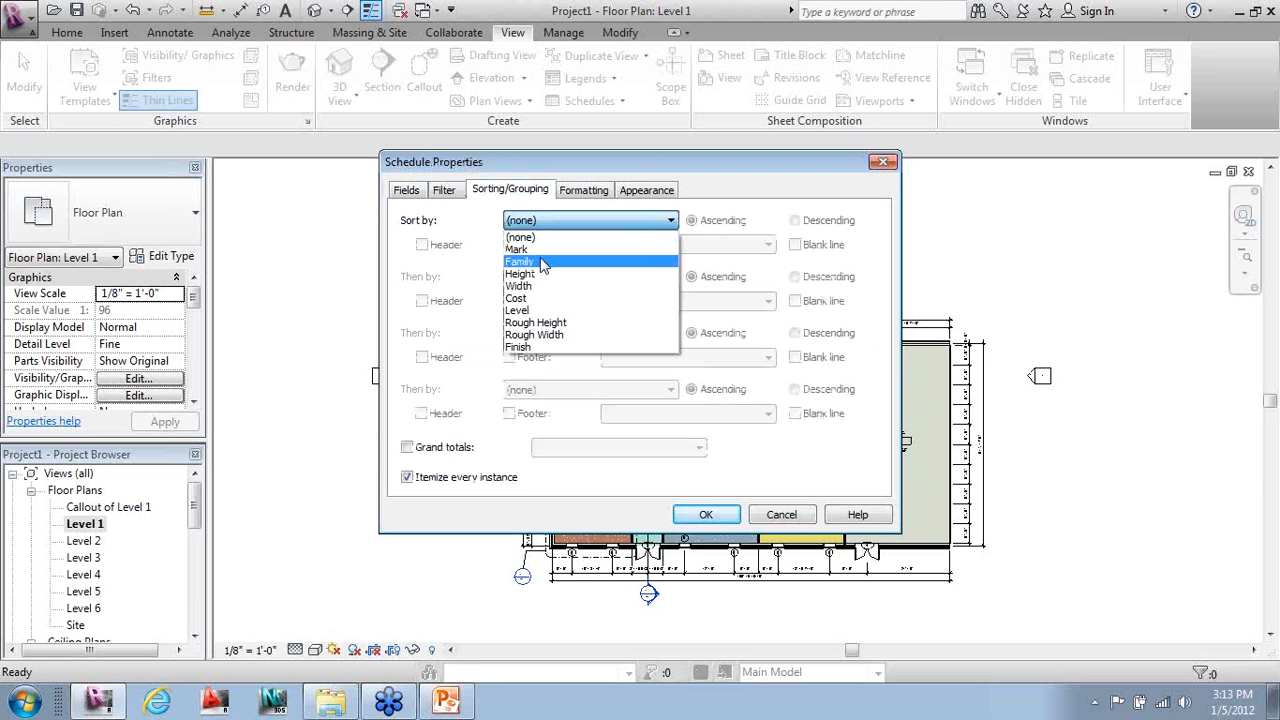 Project1 - Floor Plan: Level 1
Type a keyword or phrase
Sign In
Home Insert Annotate Analyze Structure Massing & Site Collaborate View Manage Modify
Modify
View Templates
Visibility/ Graphics
Filters
Thin Lines
Render
3D View
Section
Callout
Drafting View
Elevation
Plan Views
Duplicate View
Legends
Schedules
Scope Box
Sheet
View
Title Block
Revisions
Guide Grid
Matchline
View Reference
Viewports
Switch Windows
Close Hidden
Replicate
Cascade
Tile
User Interface
Select
Graphics
Create
Sheet Composition
Windows
Properties
Floor Plan
Floor Plan: Level 1
Edit Type
Graphics
View Scale 1/8" = 1'-0"
Scale Value 1: 96
Display Model Normal
Detail Level Fine
Parts Visibility Show Original
Visibility/Grap... Edit...
Graphic Displ... Edit...
Properties help
Apply
Project1 - Project Browser
Views (all)
Floor Plans
Callout of Level 1
Level 1
Level 2
Level 3
Level 4
Level 5
Level 6
Site
Ceiling Plans
Schedule Properties
Fields Filter Sorting/Grouping Formatting Appearance
Sort by: (none) Ascending Descending
(none)
Mark
Family
Height
Width
Cost
Level
Rough Height
Rough Width
Finish
Header Blank line
Then by: Ascending Descending
Header Blank line
Then by: Ascending Descending
Header Footer: Blank line
Then by: (none) Ascending Descending
Header Footer: Blank line
Grand totals:
Itemize every instance
OK Cancel Help
1/8" = 1'-0"
Ready
:0
Main Model
:0
3:13 PM
1/5/2012